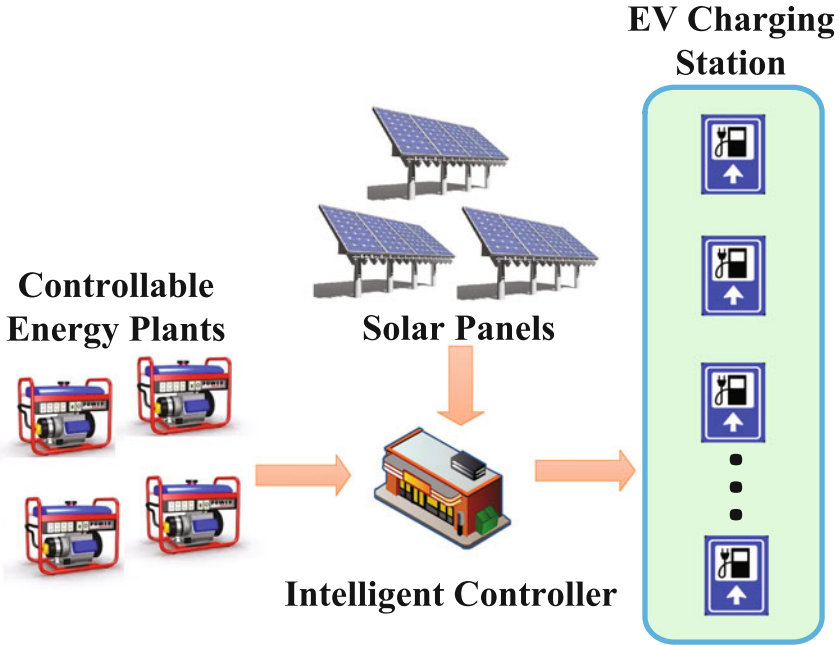 EV Charging
Station
Controllable
Energy Plants
Solar Panels
Intelligent Controller